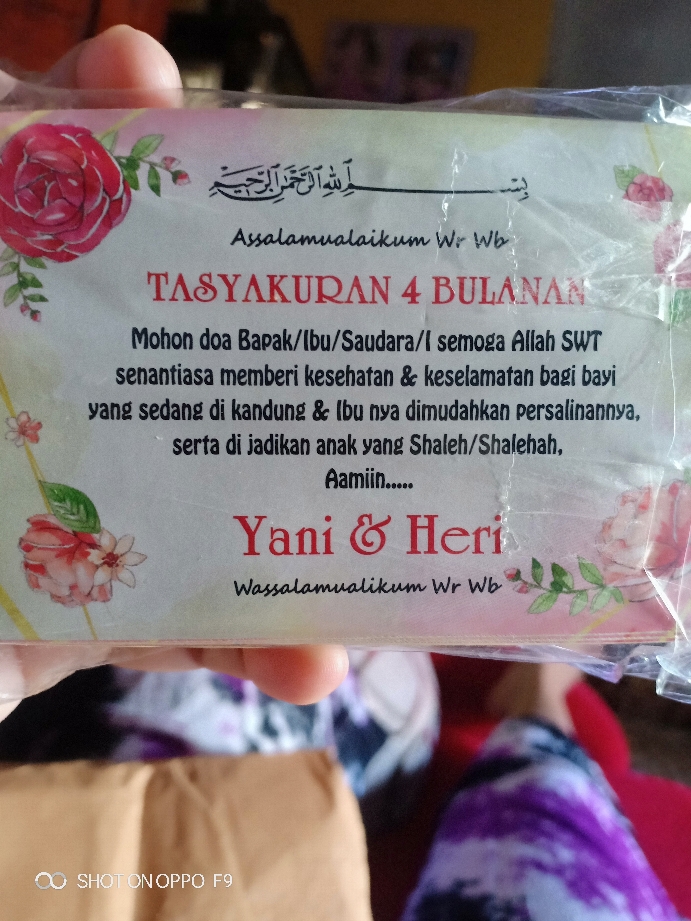 بِسْمِ اللهِ الرَّحْمٰنِ الرَّحِيْمِ
Assalamualaikum Wr Wb
TASYAKURAN 4 BULANAN
Mohon doa Bapak/Ibu/Saudara/I semoga Allah SWT
senantiasa memberi kesehatan & keselamatan bagi bayi
yang sedang di kandung & Ibu nya dimudahkan persalinannya,
serta di jadikan anak yang Shaleh/Shalehah,
Aamiin.....
Yani & Heri
Wassalamualikum Wr Wb
SHOT ON OPPO F9